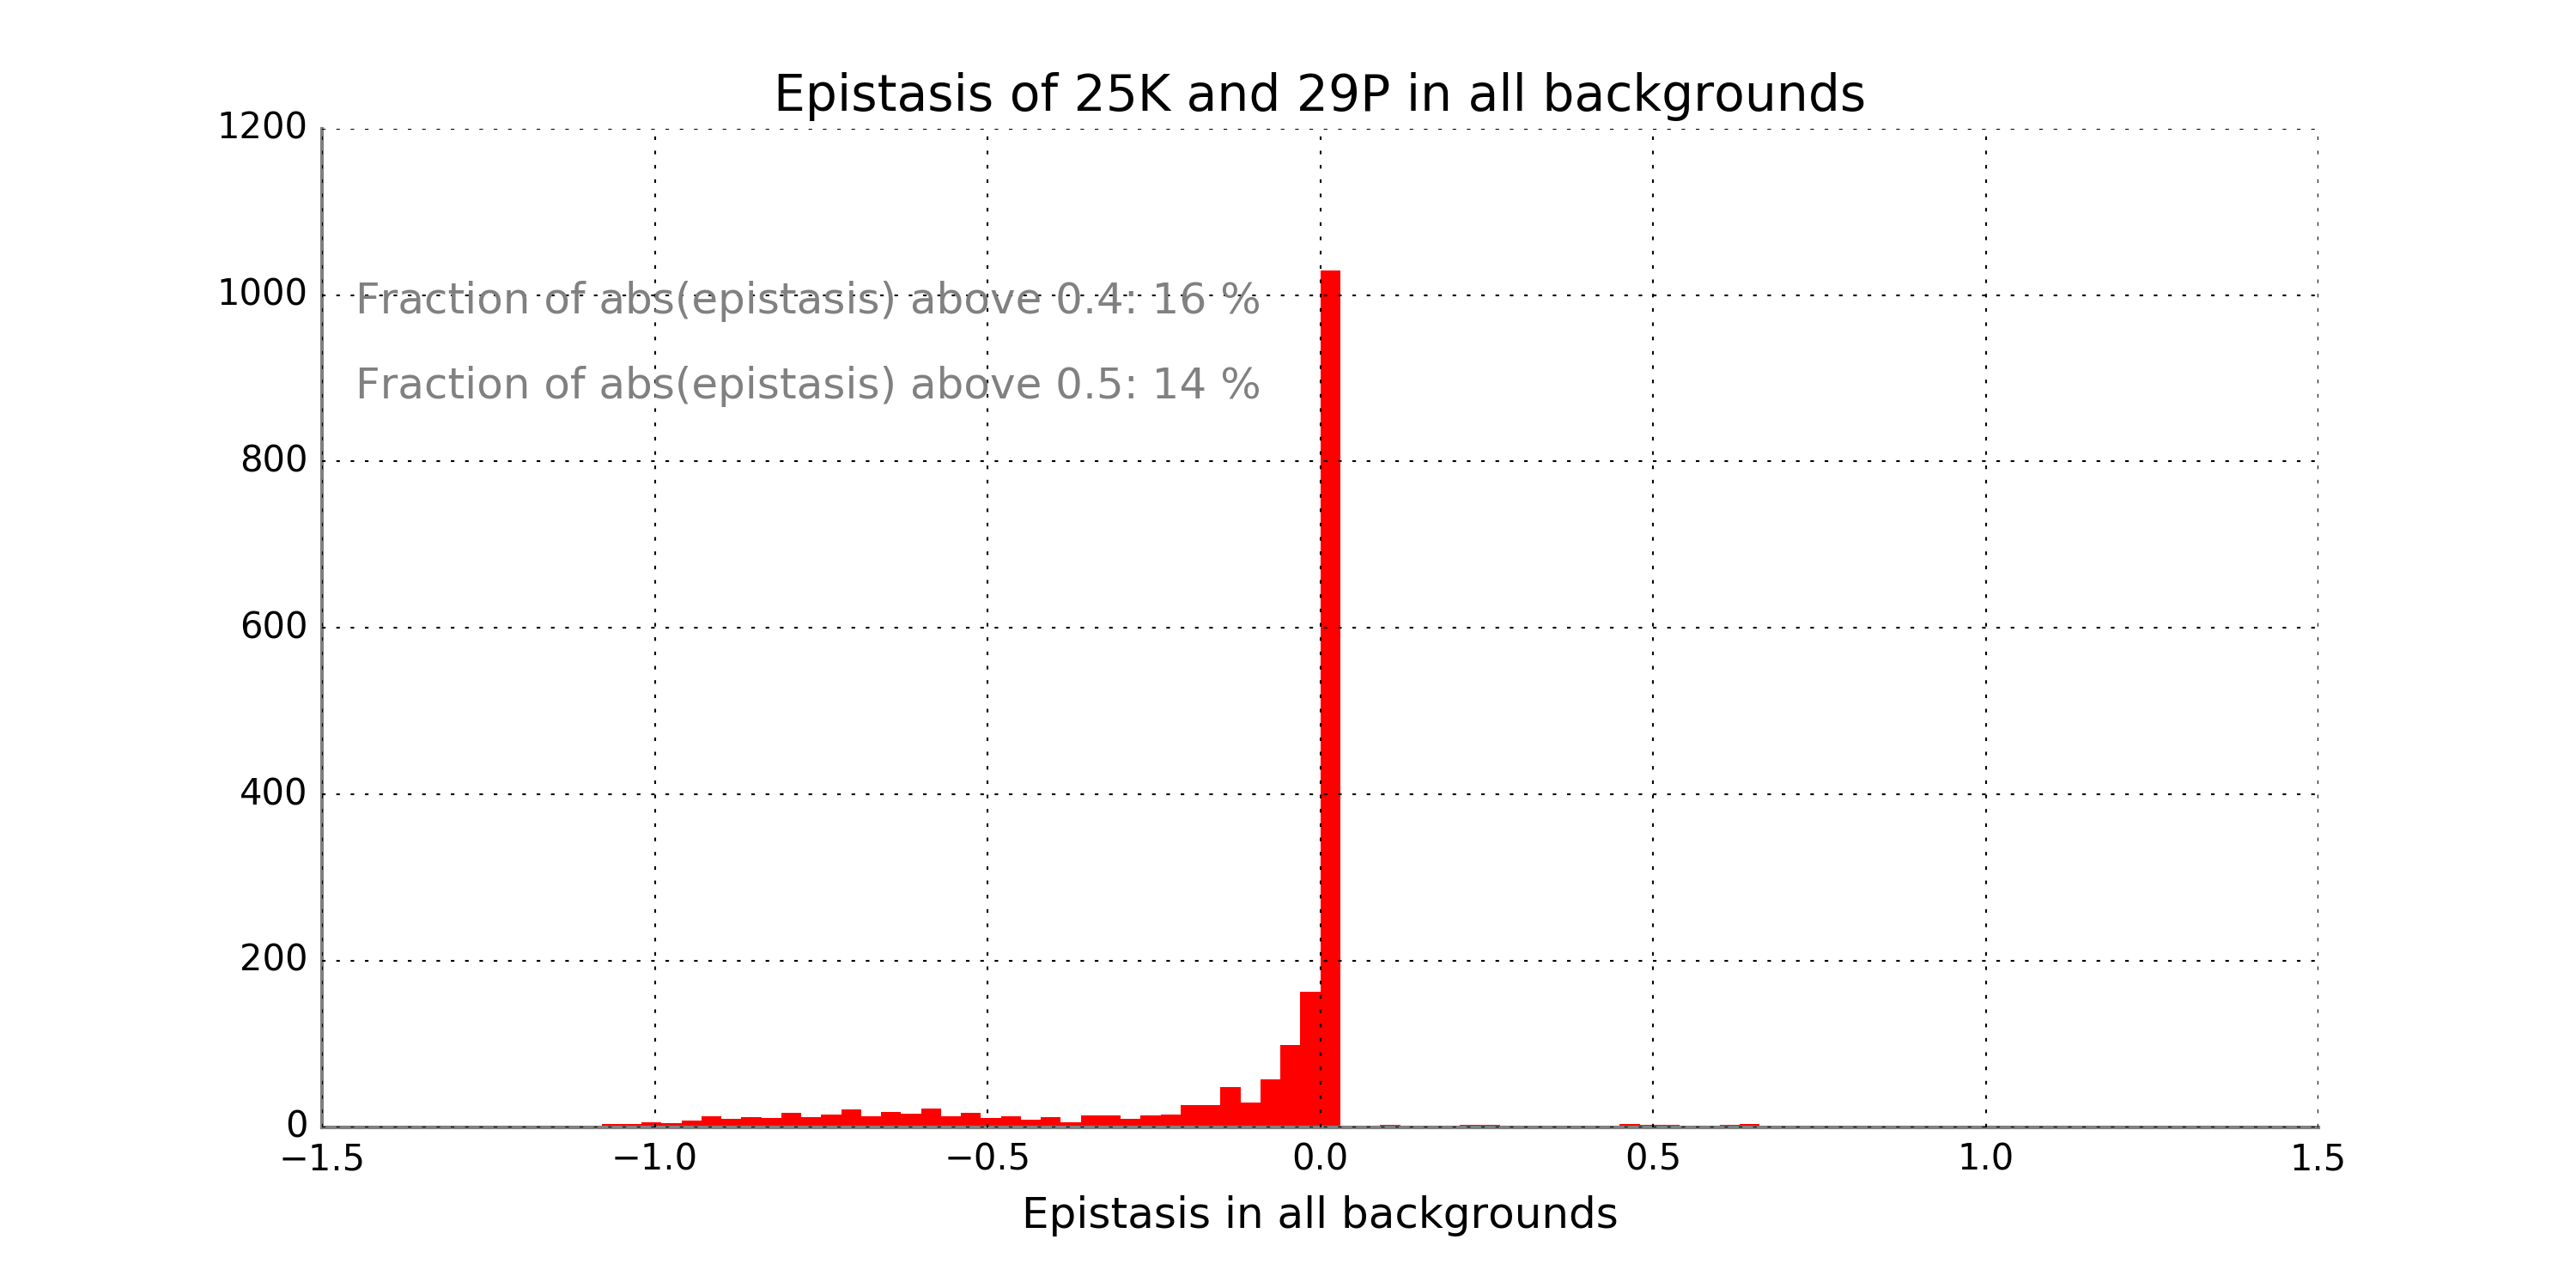 Epistasis of 25K and 29P in all backgrounds
1200
1000
Fraction of abs(epistasis) above 0.4: 16 %
Fraction of abs(epistasis) above 0.5: 14 %
800
600
400
200
0
−1.5 −1.0 −0.5 0.0 0.5 1.0 1.5
Epistasis in all backgrounds